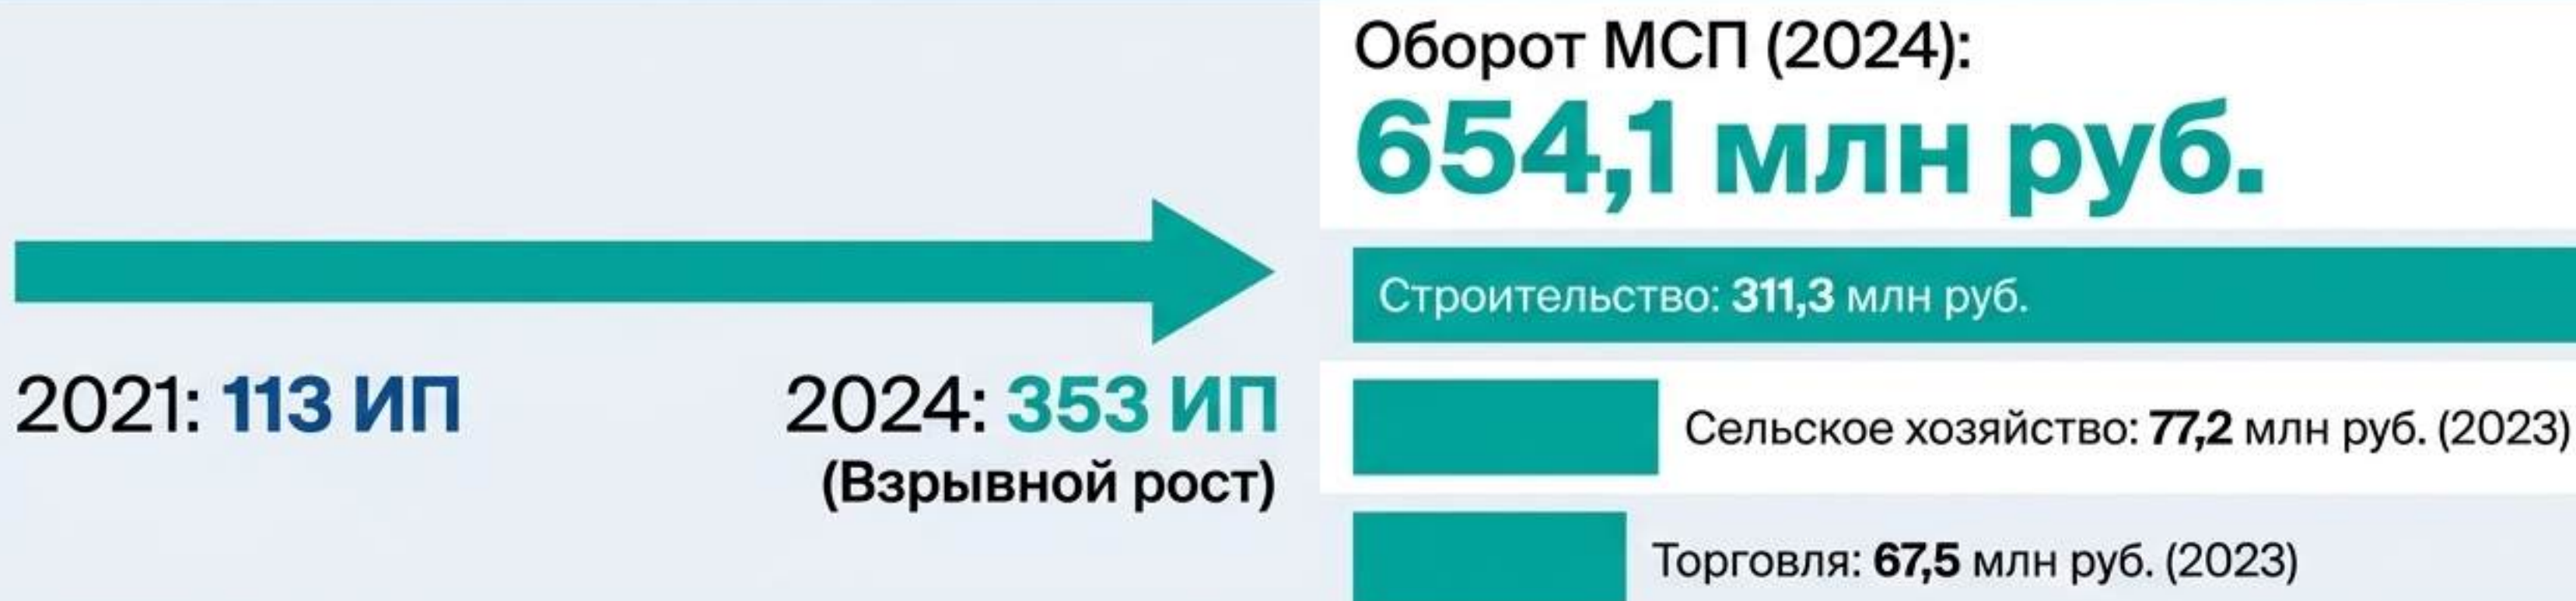 2021: 113 ИП
2024: 353 ИП
(Взрывной рост)
Оборот МСП (2024):
654,1 млн руб.
Строительство: 311,3 млн руб.
Сельское хозяйство: 77,2 млн руб. (2023)
Торговля: 67,5 млн руб. (2023)